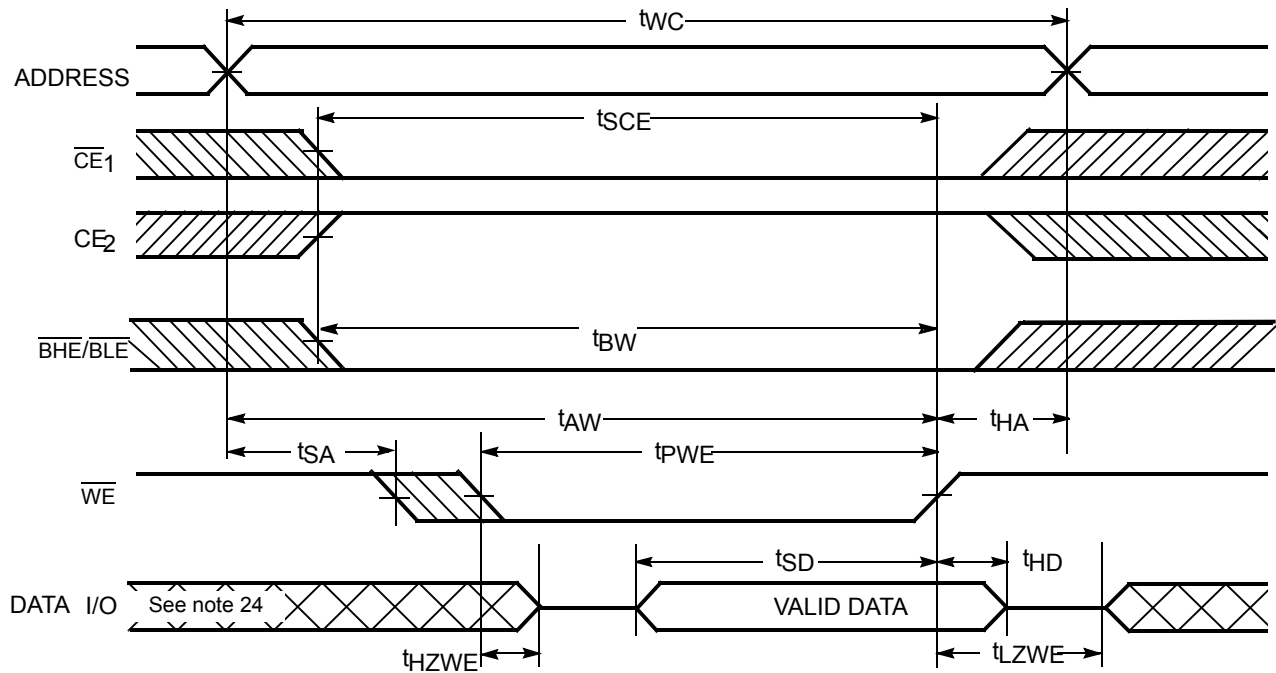 tWC
ADDRESS
tSCE
CE1
CE2
tBW
BHE/BLE
tAW
tHA
tSA
tPWE
WE
tSD
tHD
DATA I/O
See note 24
VALID DATA
tHZWE
tLZWE